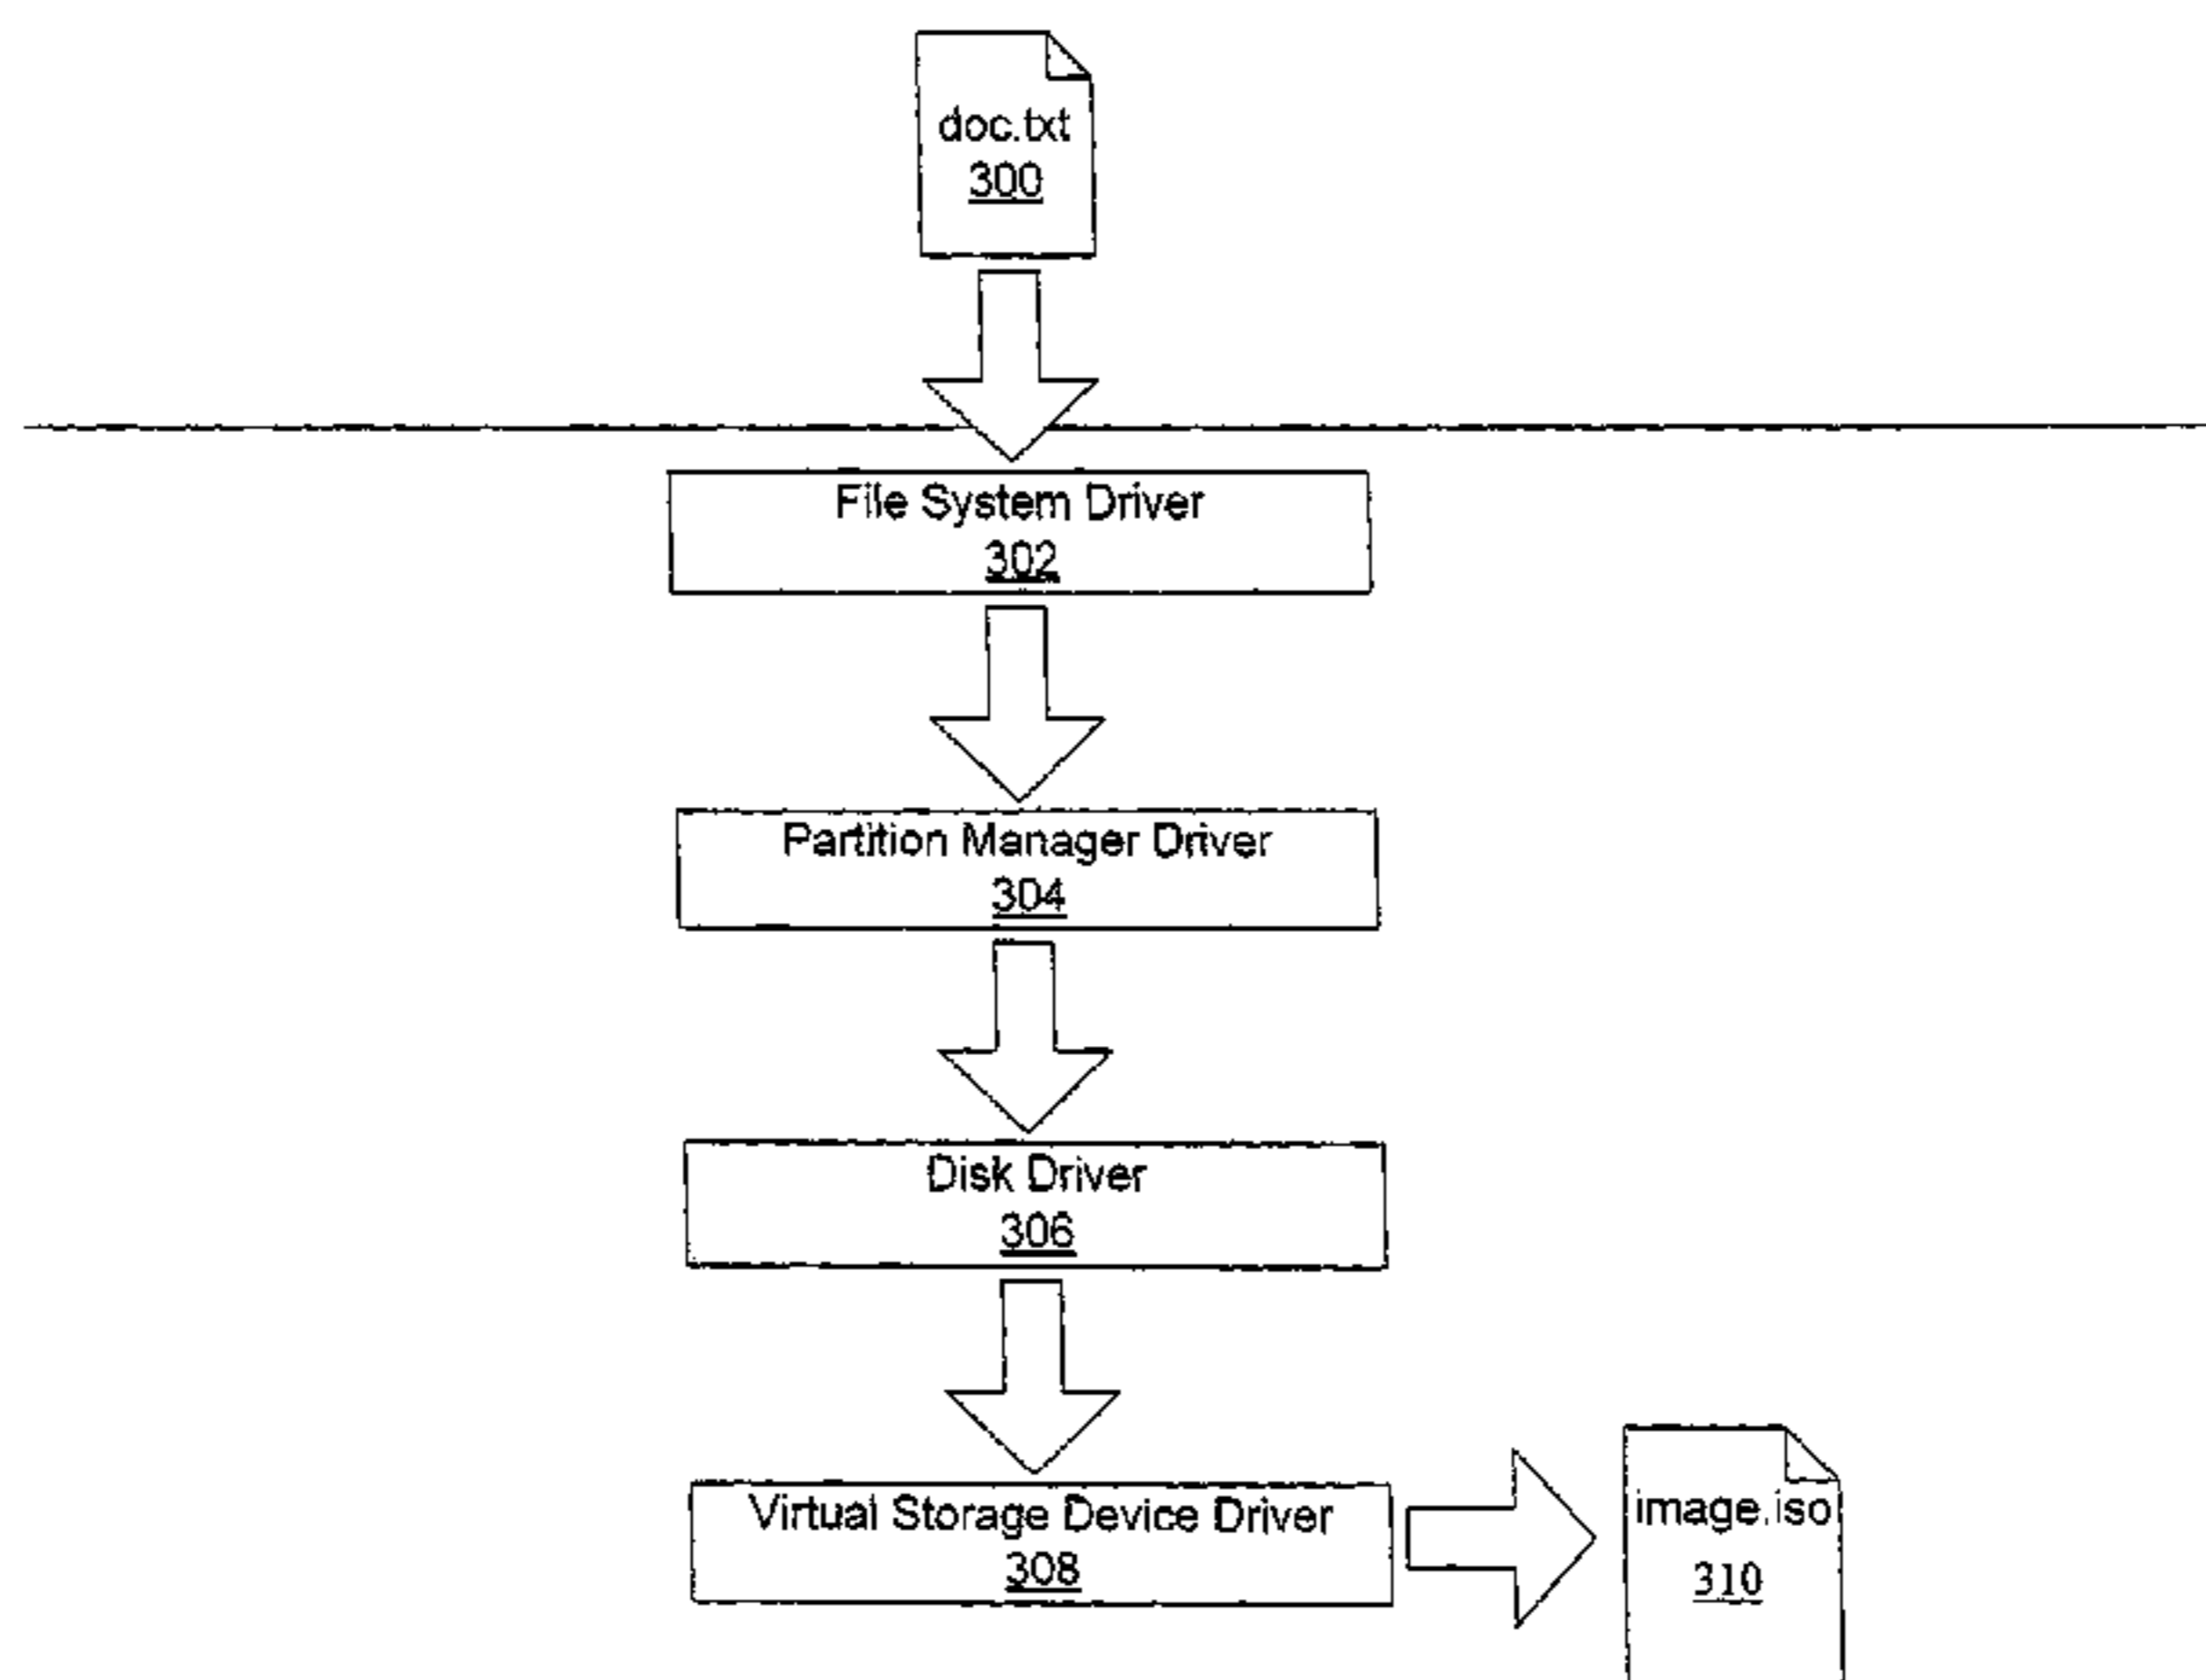 doc.txt
300
File System Driver
302
Partition Manager Driver
304
Disk Driver
306
Virtual Storage Device Driver
308
image.iso
310